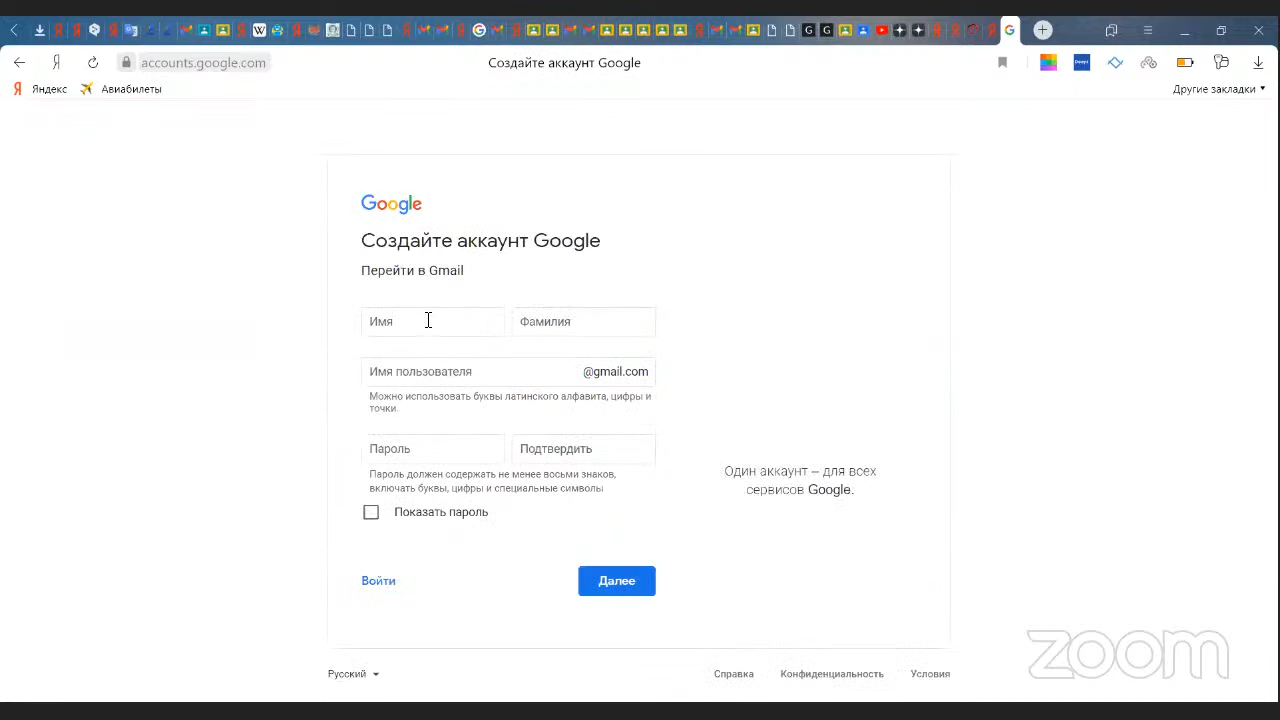 accounts.google.com
Создайте аккаунт Google
Яндекс
Авиабилеты
Другие закладки
Google
Создайте аккаунт Google
Перейти в Gmail
Имя
Фамилия
Имя пользователя
@gmail.com
Можно использовать буквы латинского алфавита, цифры и
точки.
Пароль
Подтвердить
Пароль должен содержать не менее восьми знаков,
включать буквы, цифры и специальные символы
Показать пароль
Один аккаунт – для всех
сервисов Google.
Войти
Далее
zoom
Русский
Справка
Конфиденциальность
Условия